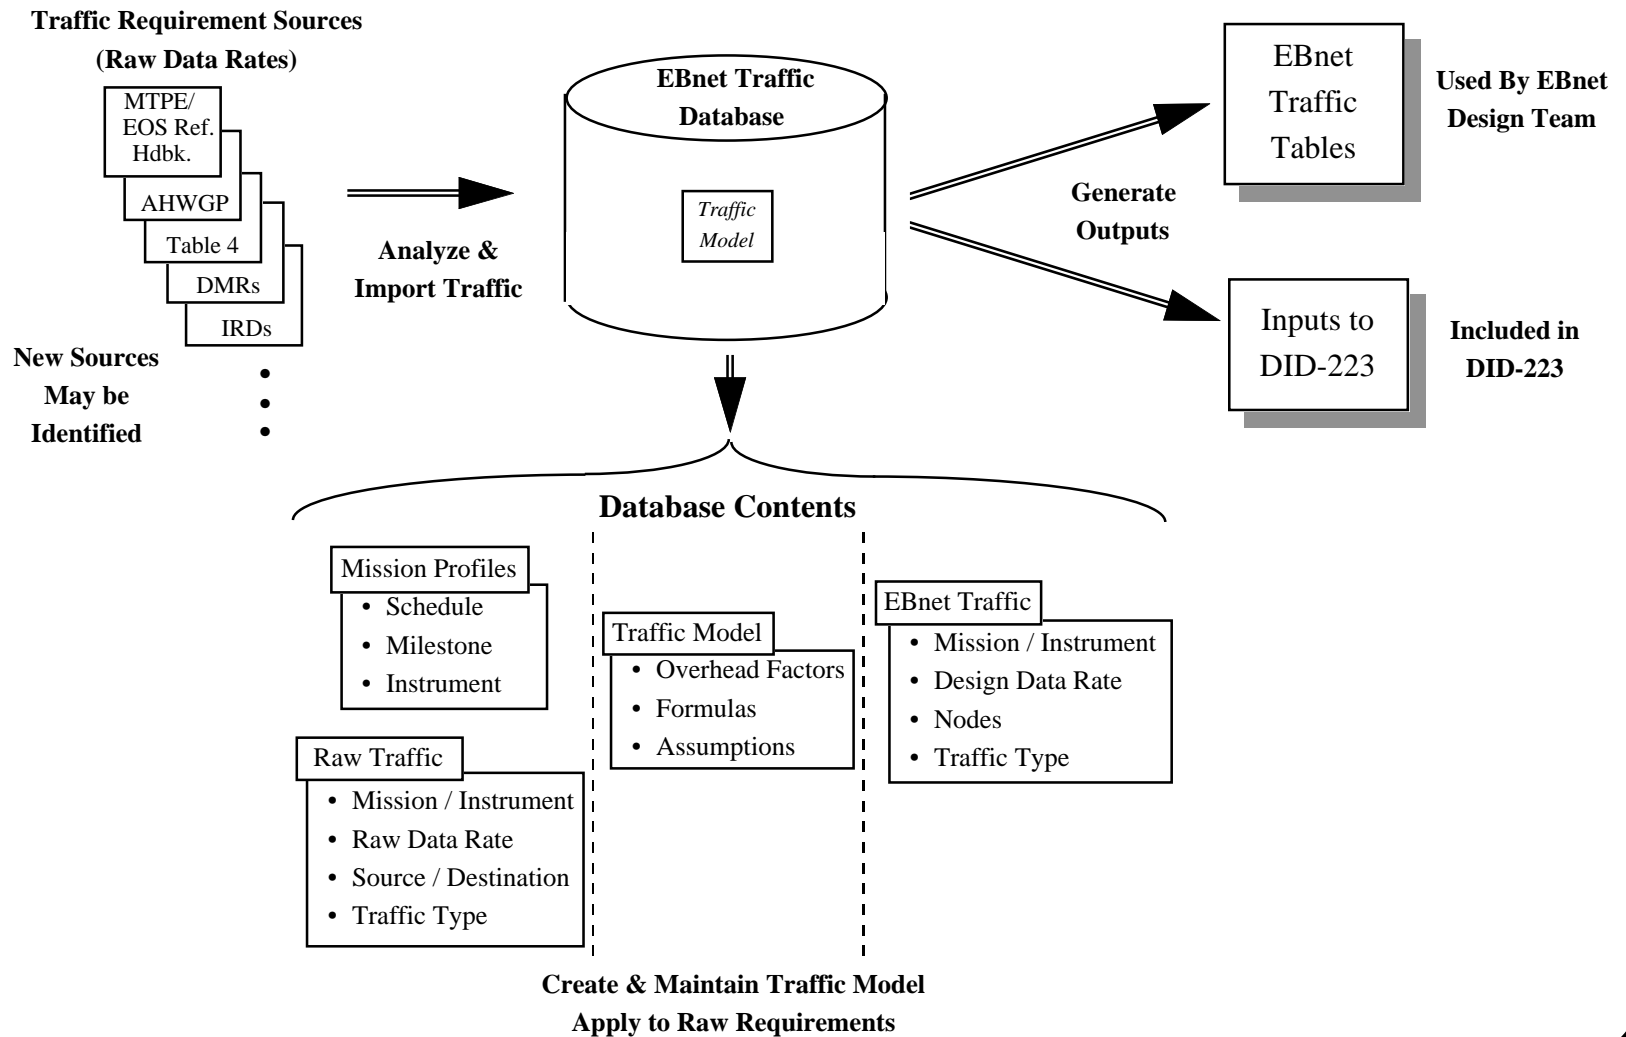 Traffic Requirement Sources
(Raw Data Rates)
MTPE/
EOS Ref.
Hdbk.
AHWGP
Table 4
DMRs
IRDs
New Sources
May be
Identified
•
•
•
Analyze &
Import Traffic
EBnet Traffic
Database
Traffic
Model
Generate
Outputs
EBnet
Traffic
Tables
Used By EBnet
Design Team
Inputs to
DID-223
Included in
DID-223
Database Contents
Mission Profiles
• Schedule
• Milestone
• Instrument
Raw Traffic
• Mission / Instrument
• Raw Data Rate
• Source / Destination
• Traffic Type
Traffic Model
• Overhead Factors
• Formulas
• Assumptions
EBnet Traffic
• Mission / Instrument
• Design Data Rate
• Nodes
• Traffic Type
Create & Maintain Traffic Model
Apply to Raw Requirements